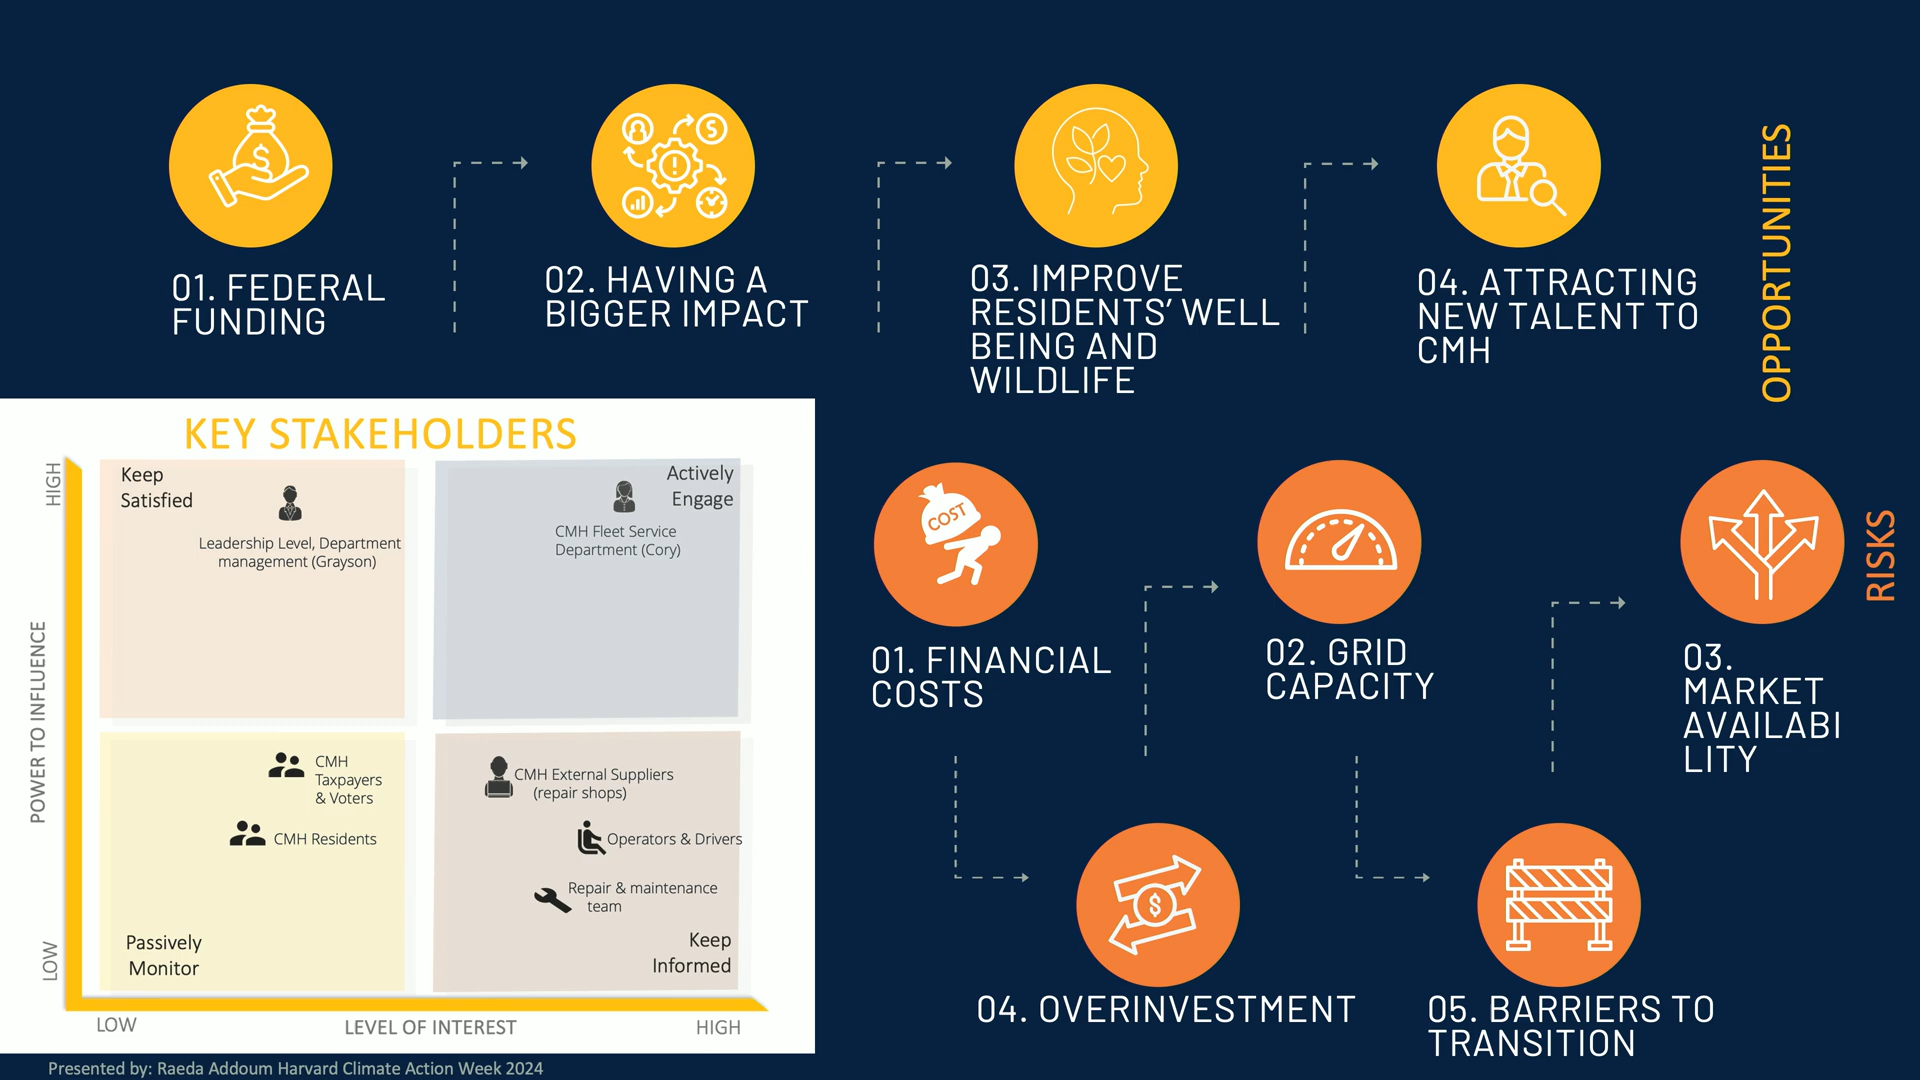 01. FEDERAL
FUNDING
02. HAVING A
BIGGER IMPACT
03. IMPROVE
RESIDENTS' WELL
BEING AND
WILDLIFE
04. ATTRACTING
NEW TALENT TO
CMH
OPPORTUNITIES
KEY STAKEHOLDERS
HIGH
POWER TO INFLUENCE
LOW
Keep
Satisfied
Leadership Level, Department
management (Grayson)
Actively
Engage
CMH Fleet Service
Department (Cory)
CMH
Taxpayers
& Voters
CMH Residents
Passively
Monitor
CMH External Suppliers
(repair shops)
Operators & Drivers
Repair & maintenance
team
Keep
Informed
LOW
LEVEL OF INTEREST
HIGH
COST
01. FINANCIAL
COSTS
02. GRID
CAPACITY
03.
MARKET
AVAILABI
LITY
RISKS
04. OVERINVESTMENT
05. BARRIERS TO
TRANSITION
Presented by: Raeda Addoum Harvard Climate Action Week 2024